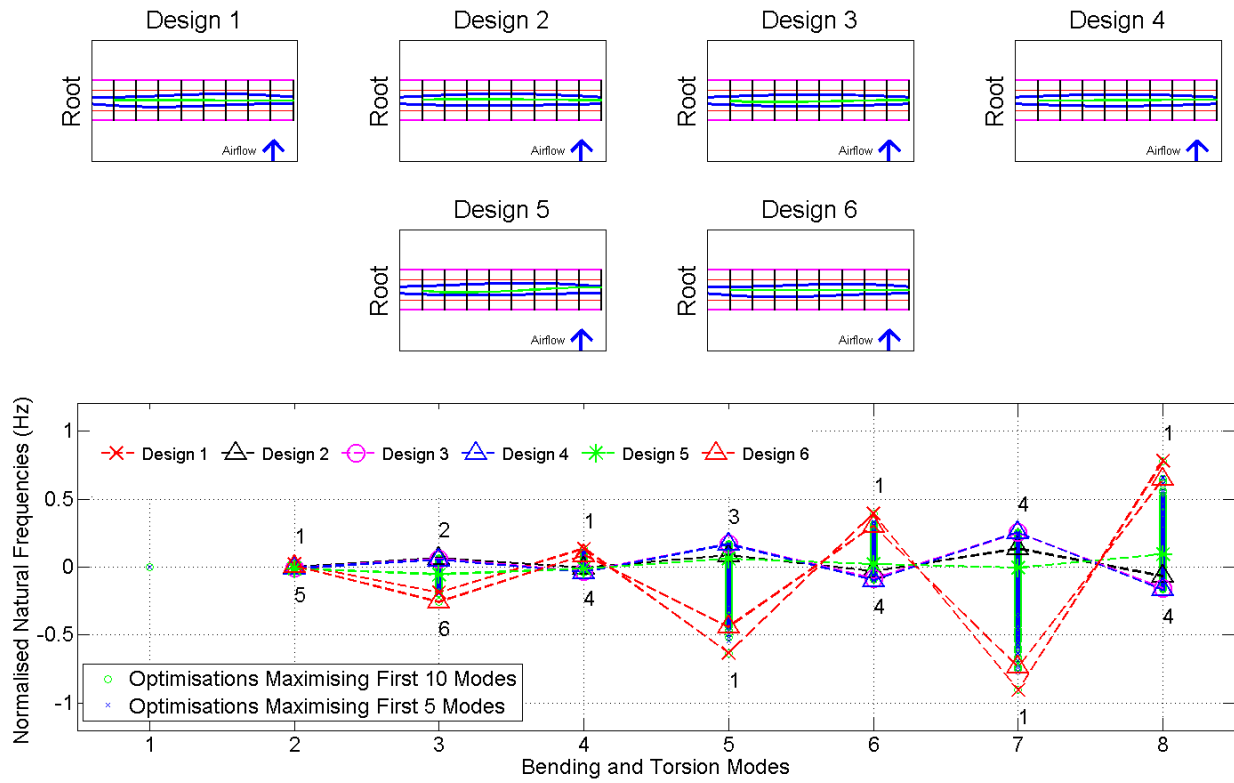 Design 1
Design 2
Design 3
Design 4
Root
Airflow
Root
Airflow
Root
Airflow
Root
Airflow
Design 5
Design 6
Root
Airflow
Root
Airflow
Normalised Natural Frequencies (Hz)
1
0.5
0
-0.5
-1
Design 1
Design 2
Design 3
Design 4
Design 5
Design 6
1
5
2
6
1
4
3
1
1
4
4
1
1
4
Optimisations Maximising First 10 Modes
Optimisations Maximising First 5 Modes
1
2
3
4
5
6
7
8
Bending and Torsion Modes